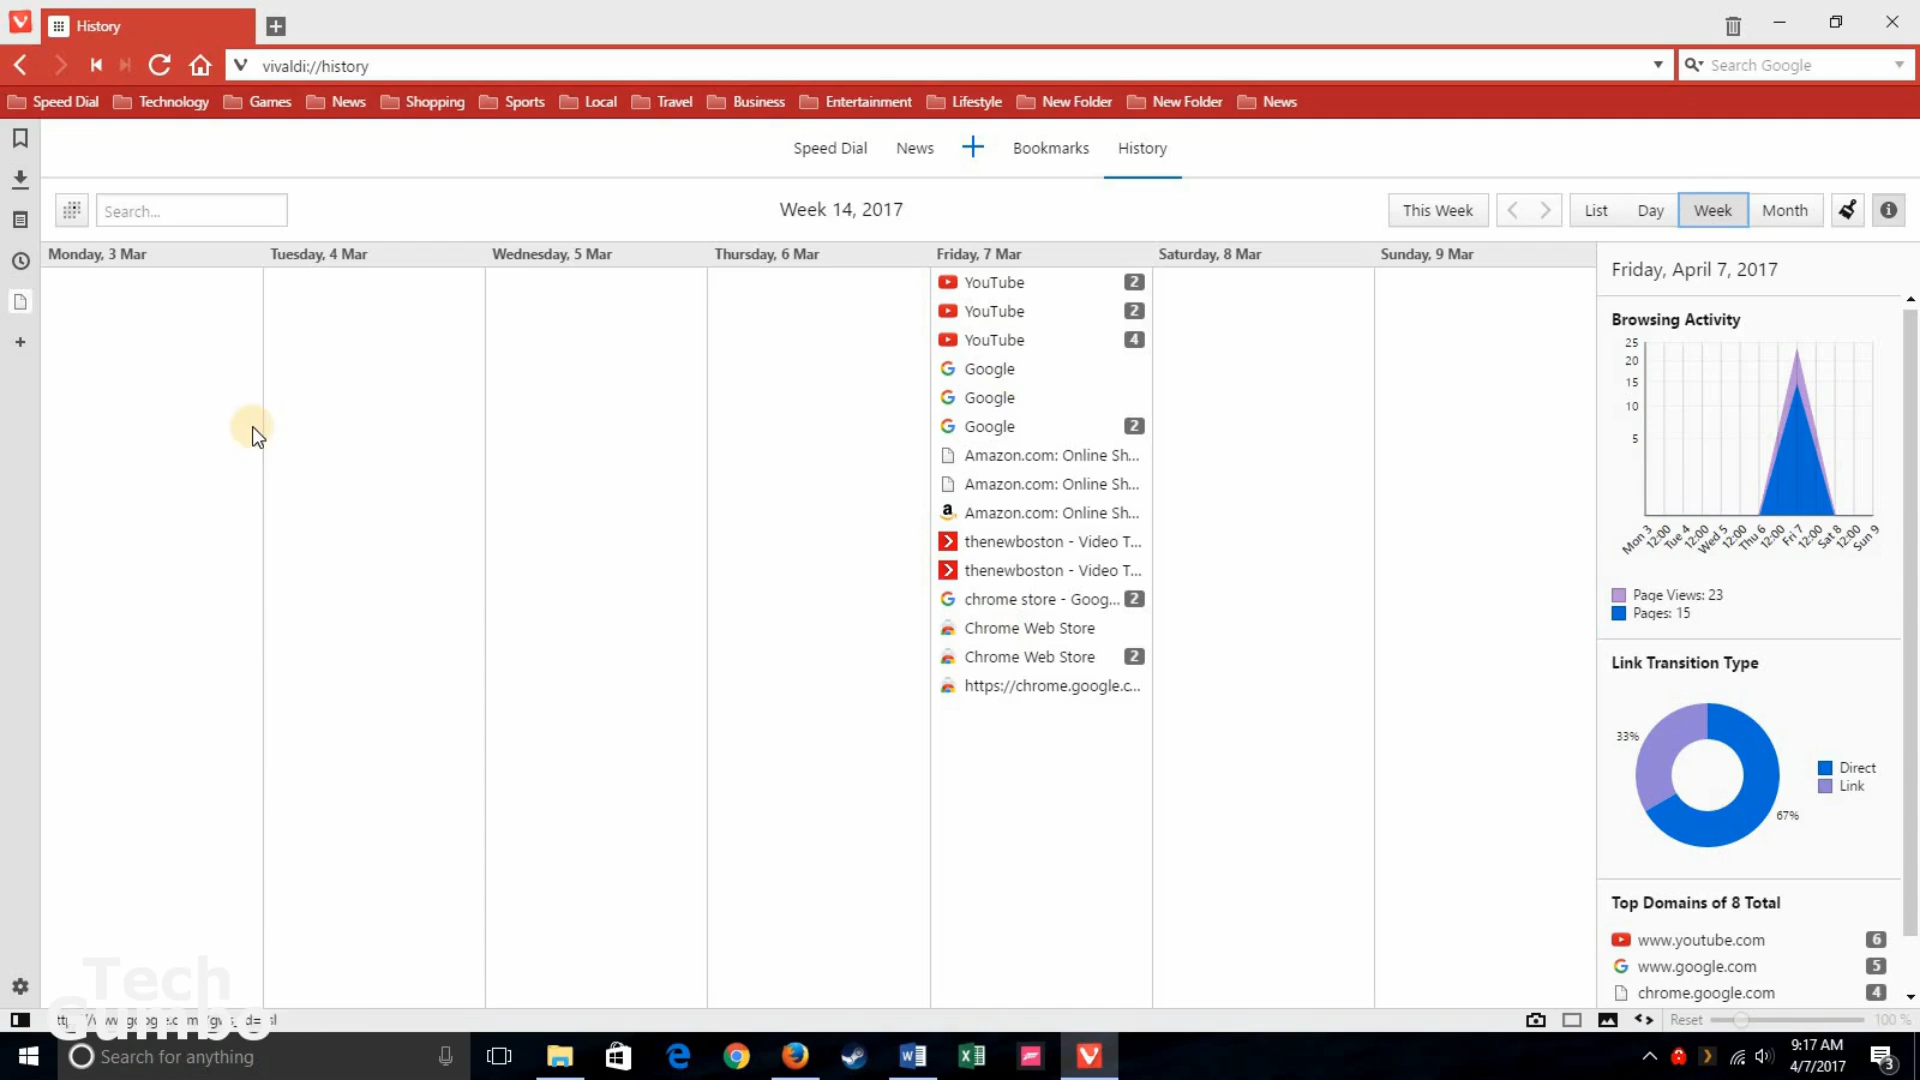 History
vivaldi://history
Search Google
Speed Dial
Technology
Games
News
Shopping
Sports
Local
Travel
Business
Entertainment
Lifestyle
New Folder
New Folder
News
Speed Dial
News
Bookmarks
History
Search...
Week 14, 2017
This Week
List
Day
Week
Month
Monday, 3 Mar
Tuesday, 4 Mar
Wednesday, 5 Mar
Thursday, 6 Mar
Friday, 7 Mar
Saturday, 8 Mar
Sunday, 9 Mar
YouTube 2
YouTube 2
YouTube 4
Google
Google
Google 2
Amazon.com: Online Sh...
Amazon.com: Online Sh...
Amazon.com: Online Sh...
thenewboston - Video T...
thenewboston - Video T...
chrome store - Goog... 2
Chrome Web Store
Chrome Web Store 2
https://chrome.google.c...
Friday, April 7, 2017
Browsing Activity
25
20
15
10
5
Mon 3
12:00
Tue 4
12:00
Wed 5
12:00
Thu 6
12:00
Fri 7
12:00
Sat 8
12:00
Sun 9
Page Views: 23
Pages: 15
Link Transition Type
33%
67%
Direct
Link
Top Domains of 8 Total
www.youtube.com 6
www.google.com 5
chrome.google.com 4
Tech
Gumbo
Reset
100 %
Search for anything
9:17 AM
4/7/2017
3